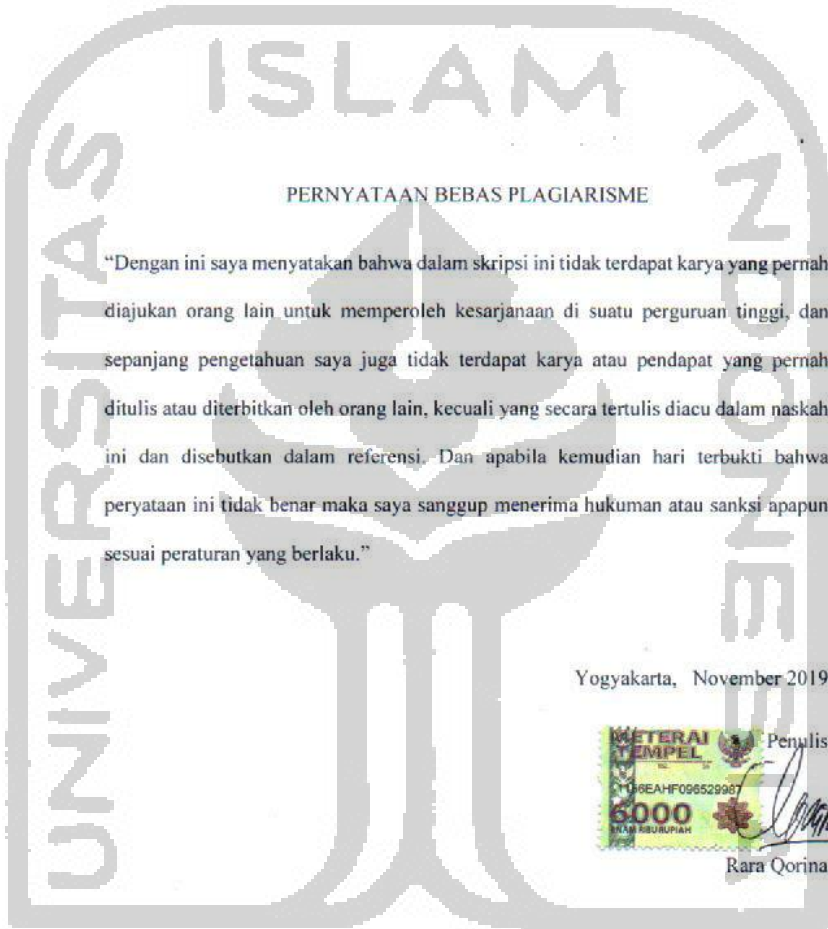 ISLAM
UNIVERSITAS
INDONE
PERNYATAAN BEBAS PLAGIARISME
“Dengan ini saya menyatakan bahwa dalam skripsi ini tidak terdapat karya yang pernah
diajukan orang lain untuk memperoleh kesarjanaan di suatu perguruan tinggi, dan
sepanjang pengetahuan saya juga tidak terdapat karya atau pendapat yang pernah
ditulis atau diterbitkan oleh orang lain, kecuali yang secara tertulis diacu dalam naskah
ini dan disebutkan dalam referensi. Dan apabila kemudian hari terbukti bahwa
peryataan ini tidak benar maka saya sanggup menerima hukuman atau sanksi apapun
sesuai peraturan yang berlaku.”
Yogyakarta, November 2019
METERAI
TEMPEL
Penulis
6000
ENAM RIBU RUPIAH
Rara Qorina